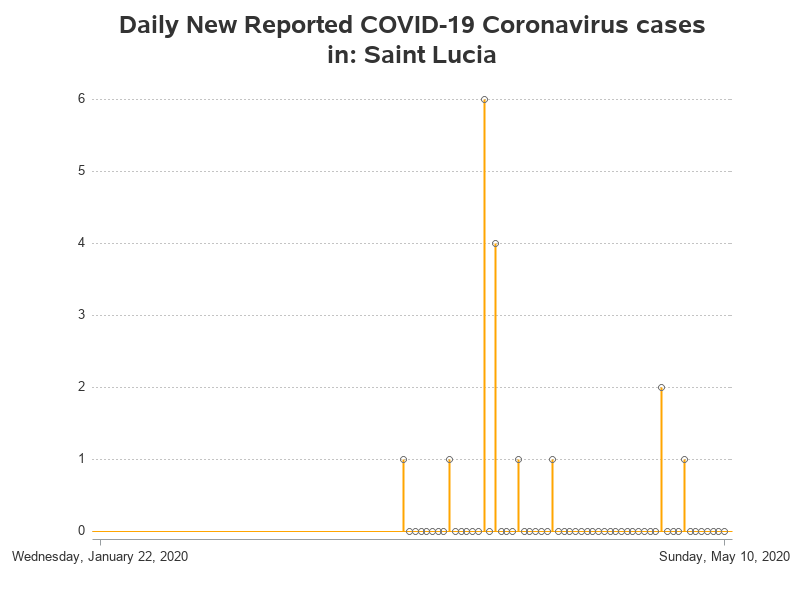 Daily New Reported COVID-19 Coronavirus cases
in: Saint Lucia
6
5
4
3
2
1
0
Wednesday, January 22, 2020
Sunday, May 10, 2020